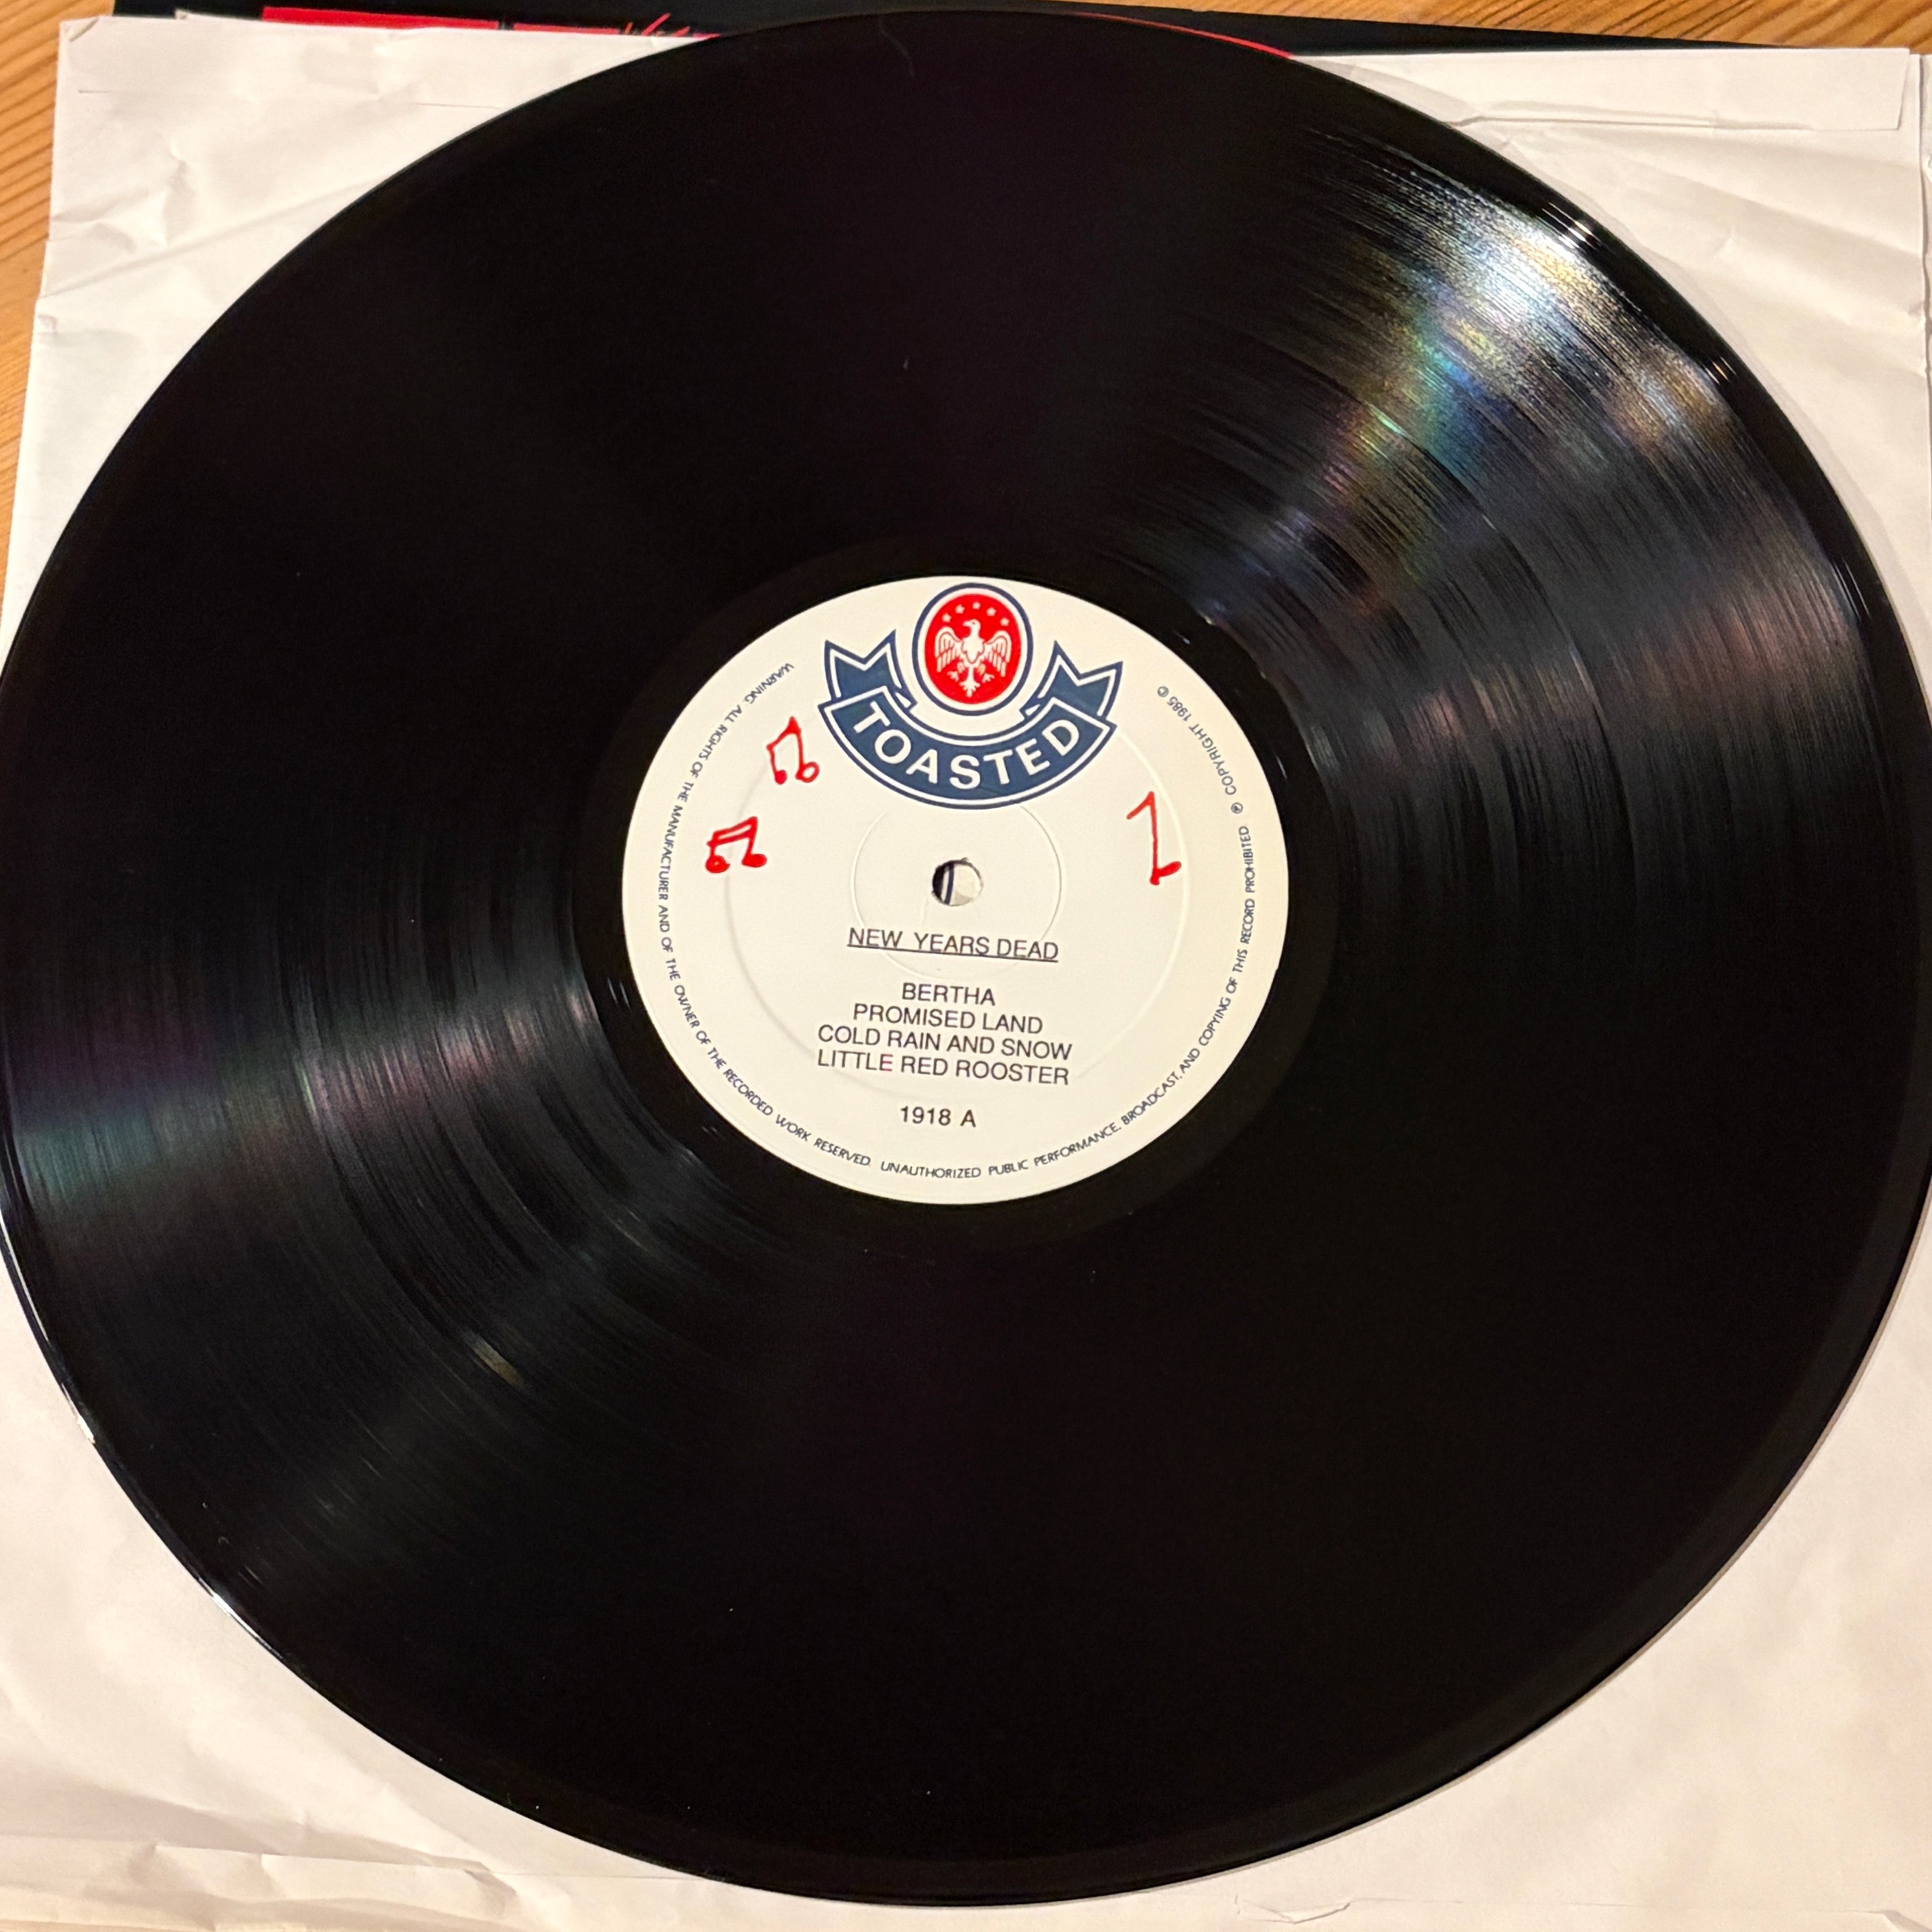 TOASTED
NEW YEARS DEAD
BERTHA
PROMISED LAND
COLD RAIN AND SNOW
LITTLE RED ROOSTER
1918 A
WARNING: ALL RIGHTS OF THE MANUFACTURER AND OF THE OWNER OF THE RECORDED WORK RESERVED. UNAUTHORIZED PUBLIC PERFORMANCE, BROADCAST, AND COPYING OF THIS RECORD PROHIBITED ℗ COPYRIGHT 1985 ©